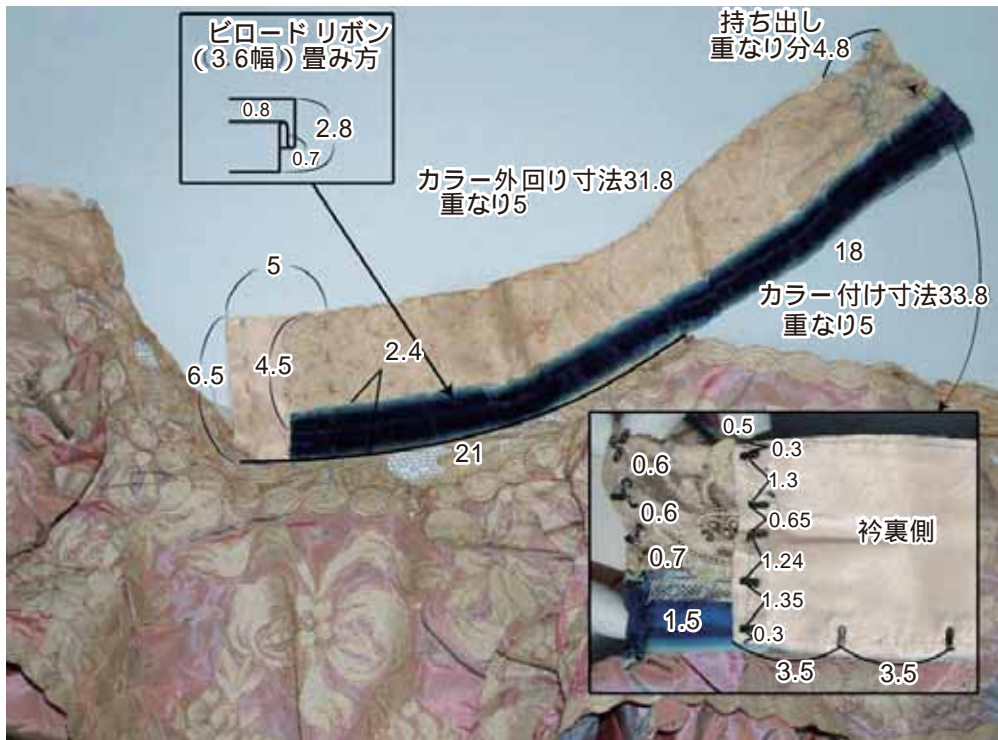 ビロードリボン
（3.6幅）畳み方
0.8
2.8
0.7
持ち出し
重なり分4.8
カラー外回り寸法31.8
重なり5
18
カラー付け寸法33.8
重なり5
5
6.5
4.5
2.4
21
0.5
0.3
0.6
1.3
0.6
0.65
衿裏側
0.7
1.24
1.35
1.5
0.3
3.5
3.5